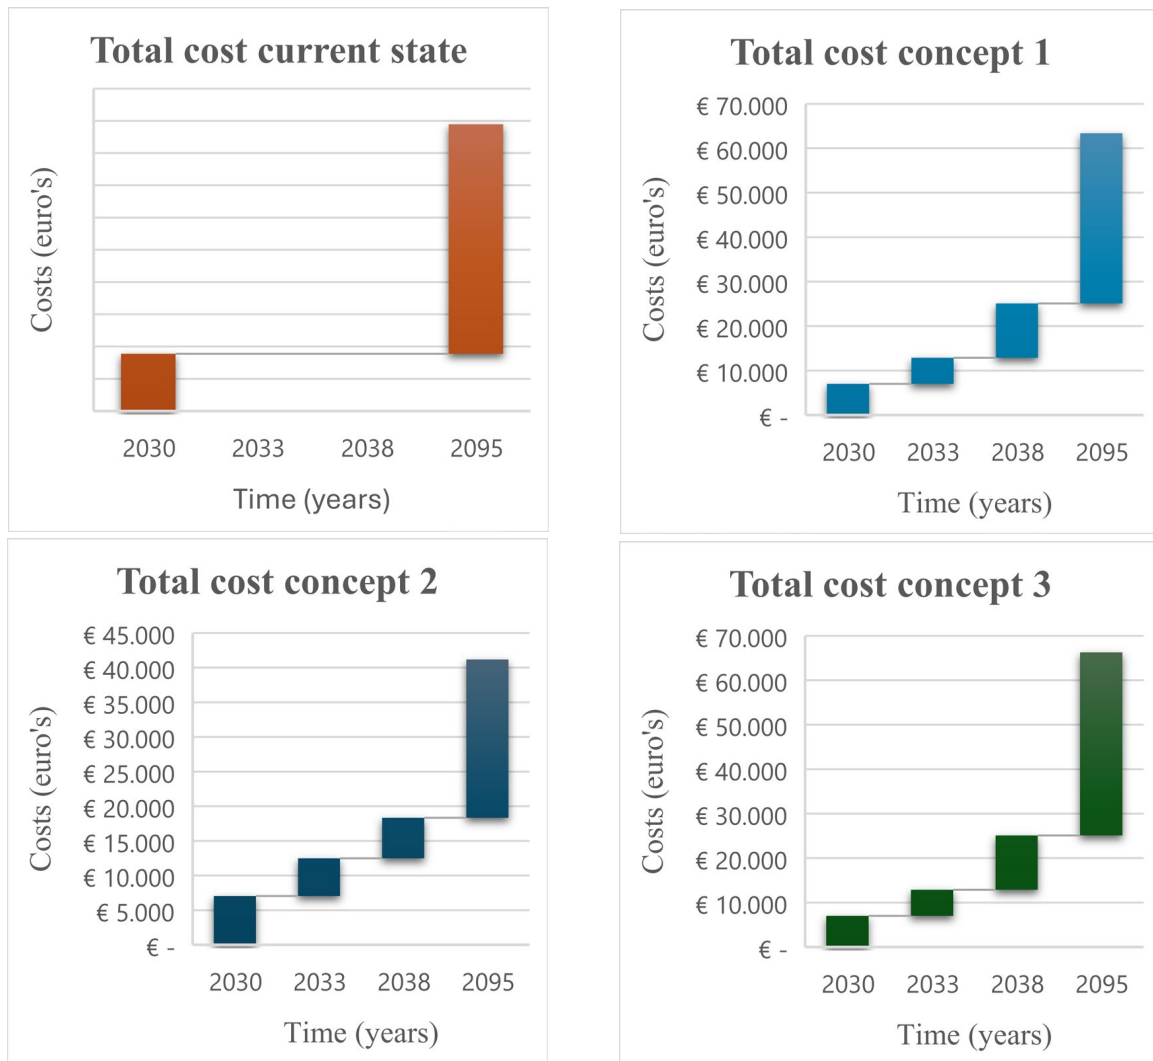 Total cost current state
Costs (euro's)
2030 2033 2038 2095
Time (years)
Total cost concept 1
€ 70.000
€ 60.000
€ 50.000
€ 40.000
€ 30.000
€ 20.000
€ 10.000
€ -
Costs (euro's)
2030 2033 2038 2095
Time (years)
Total cost concept 2
€ 45.000
€ 40.000
€ 35.000
€ 30.000
€ 25.000
€ 20.000
€ 15.000
€ 10.000
€ 5.000
€ -
Costs (euro's)
2030 2033 2038 2095
Time (years)
Total cost concept 3
€ 70.000
€ 60.000
€ 50.000
€ 40.000
€ 30.000
€ 20.000
€ 10.000
€ -
Costs (euro's)
2030 2033 2038 2095
Time (years)